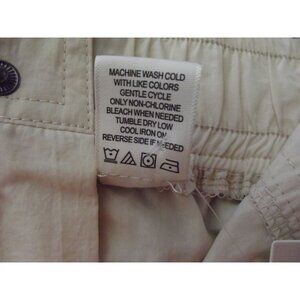 MACHINE WASH COLD
WITH LIKE COLORS
GENTLE CYCLE
ONLY NON-CHLORINE
BLEACH WHEN NEEDED
TUMBLE DRY LOW
COOL IRON ON
REVERSE SIDE IF NEEDED